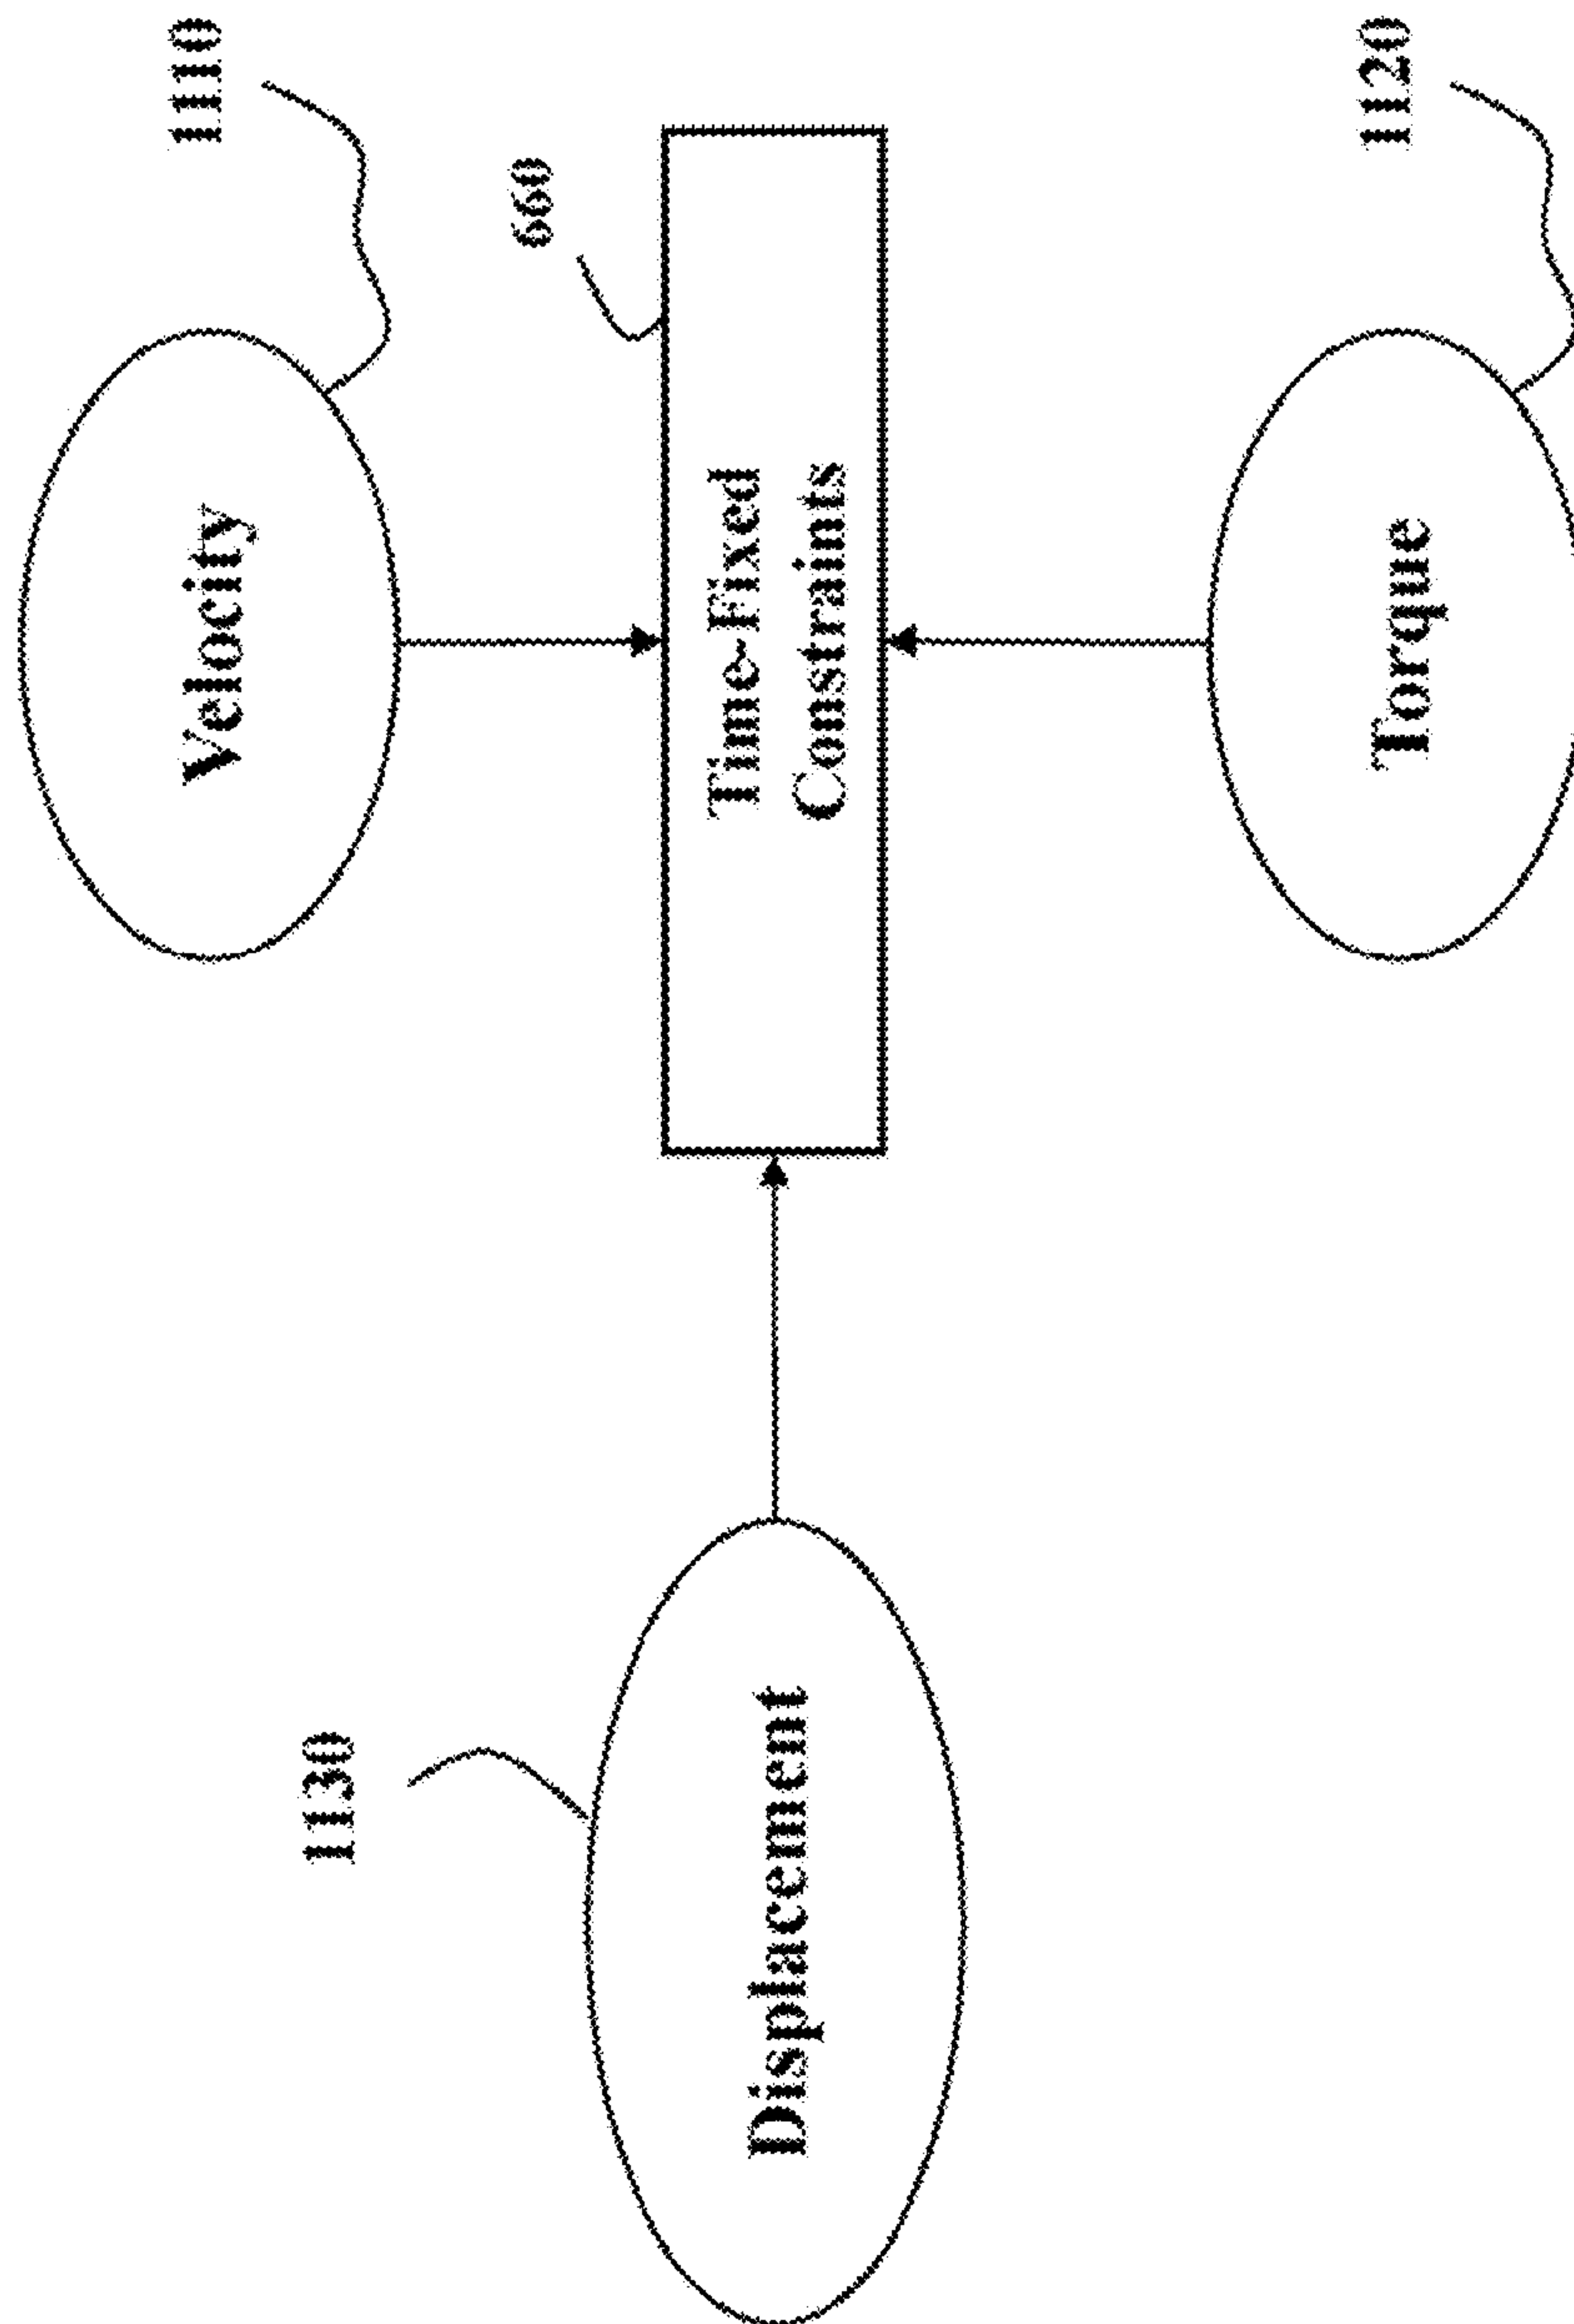 Velocity
1110
1130
660
Displacement
Time-Fixed
Constraints
Torque
1120